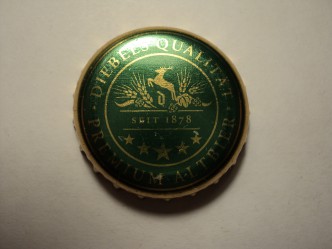 · DIEBELS QUALITÄT ·
d
SEIT 1878
PREMIUM ALTBIER